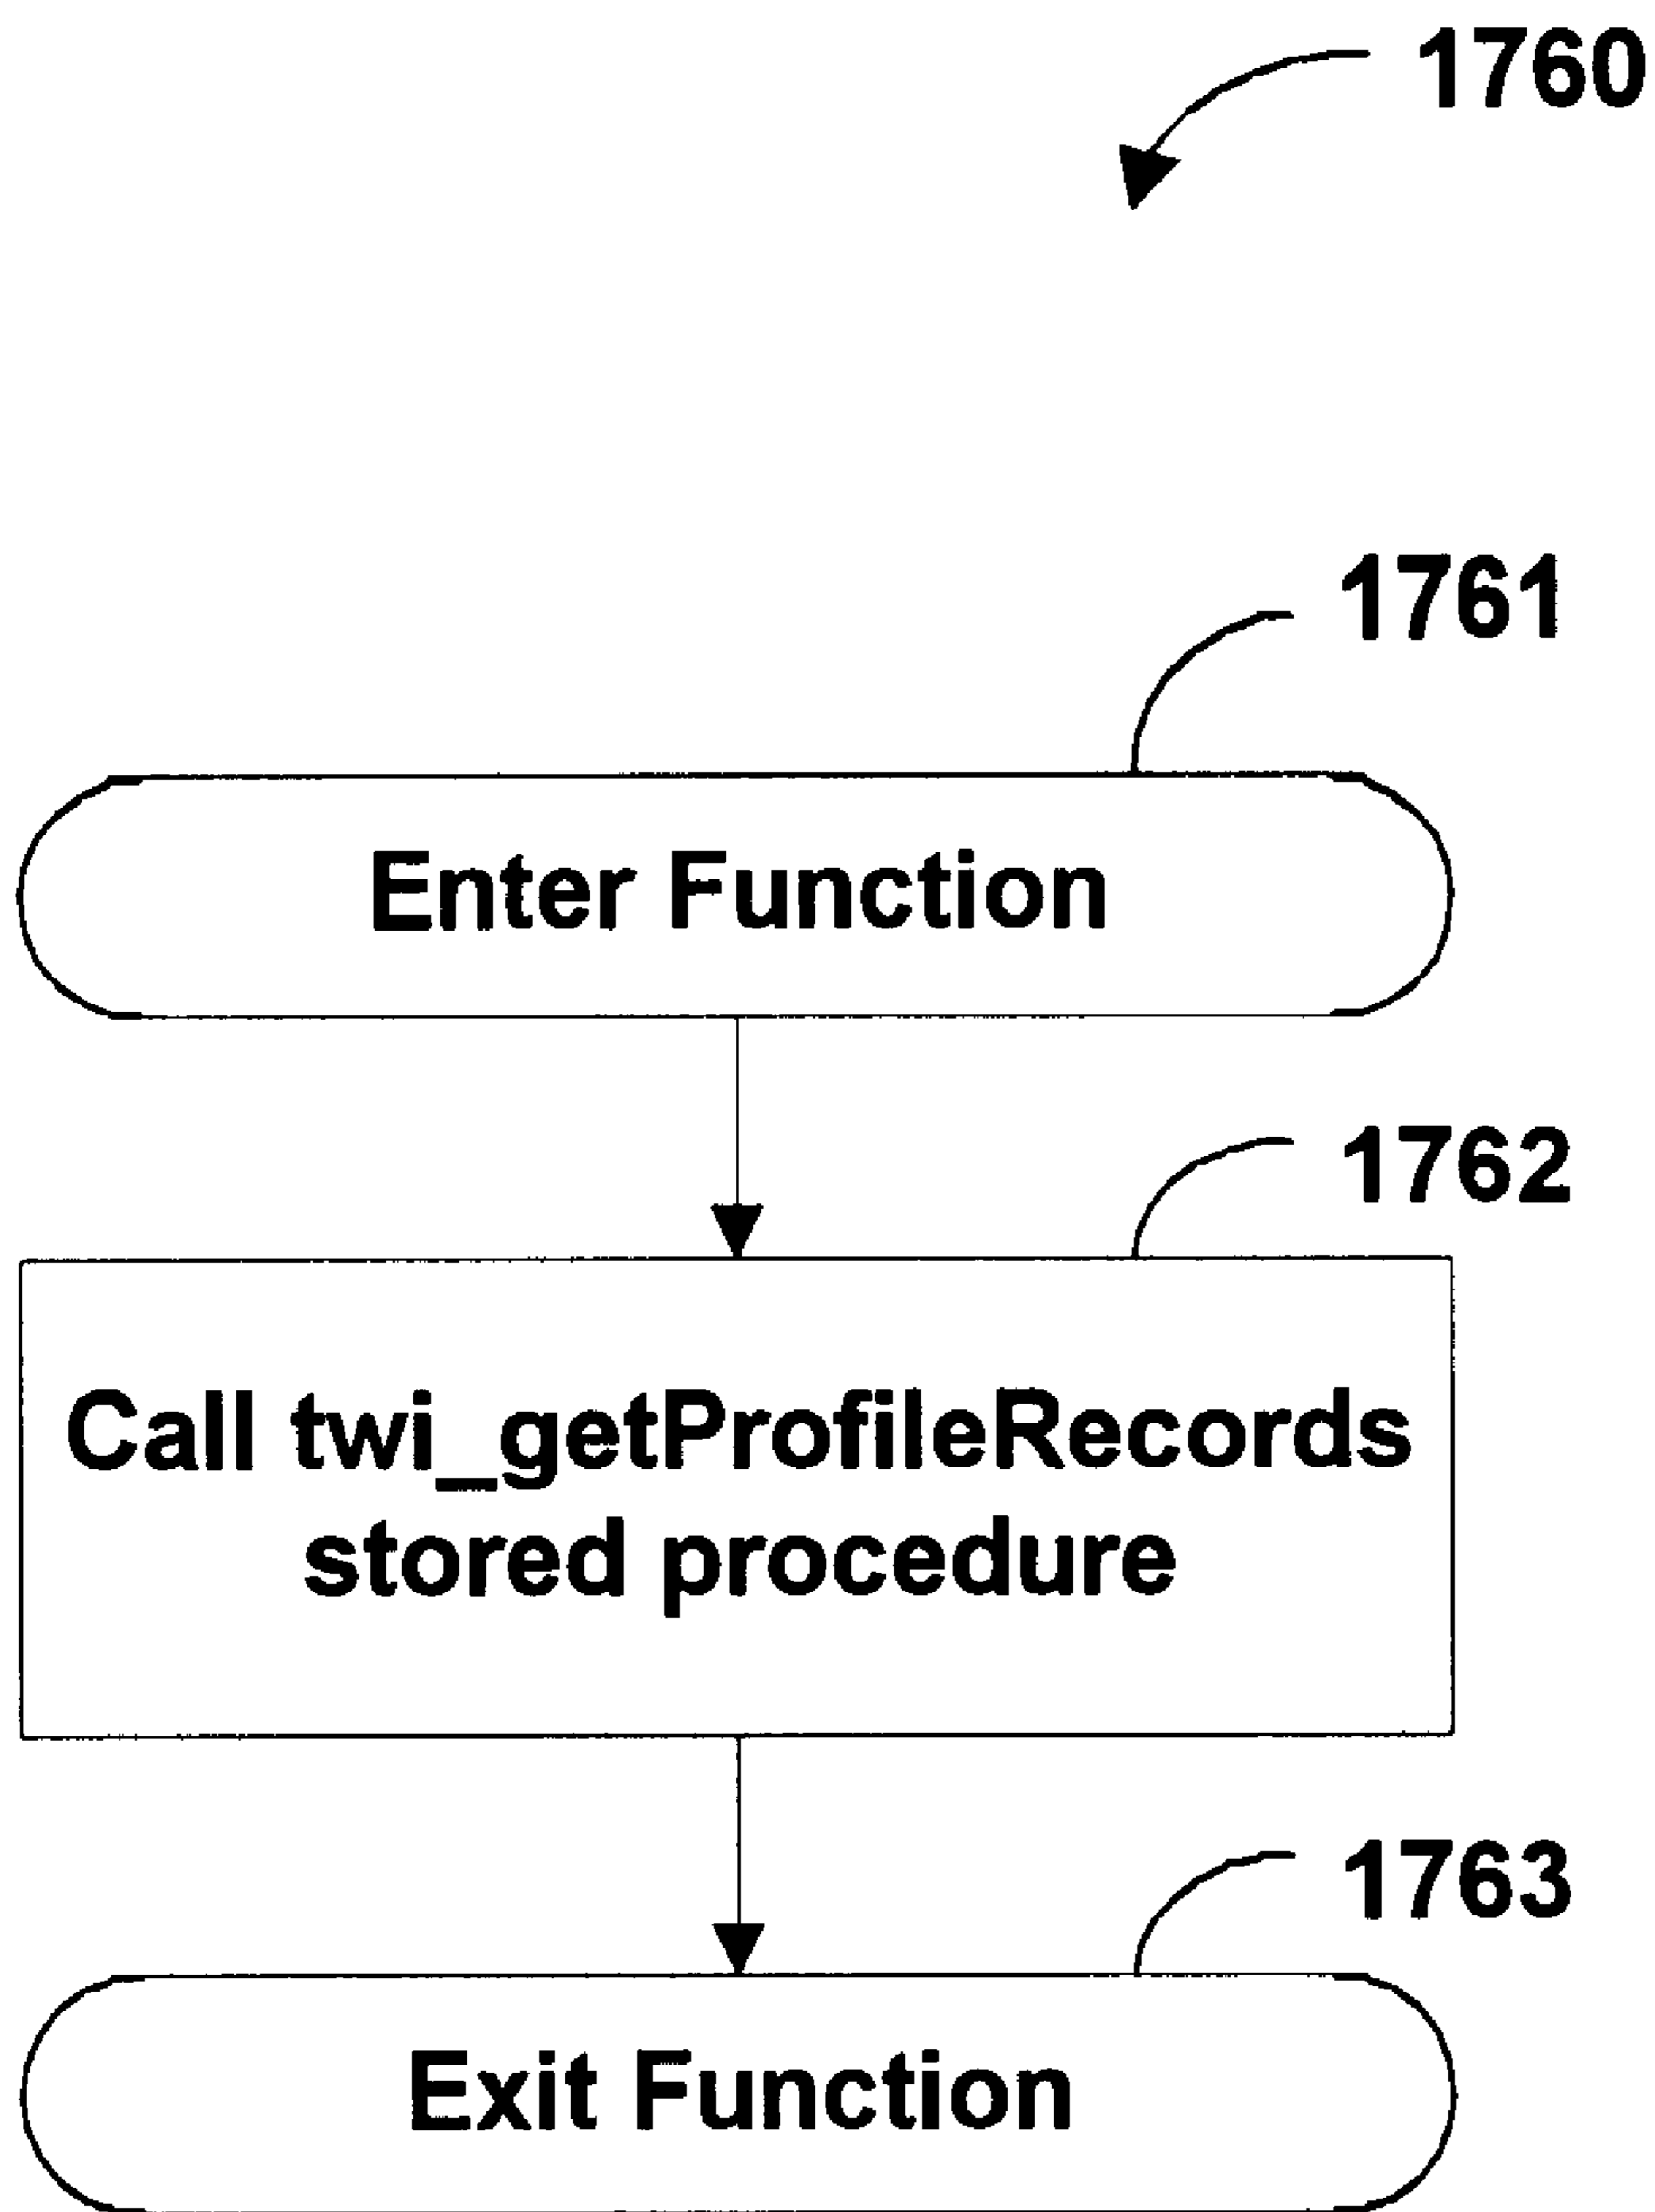 1760
1761
Enter Function
1762
Call twi_getProfileRecords
stored procedure
1763
Exit Function